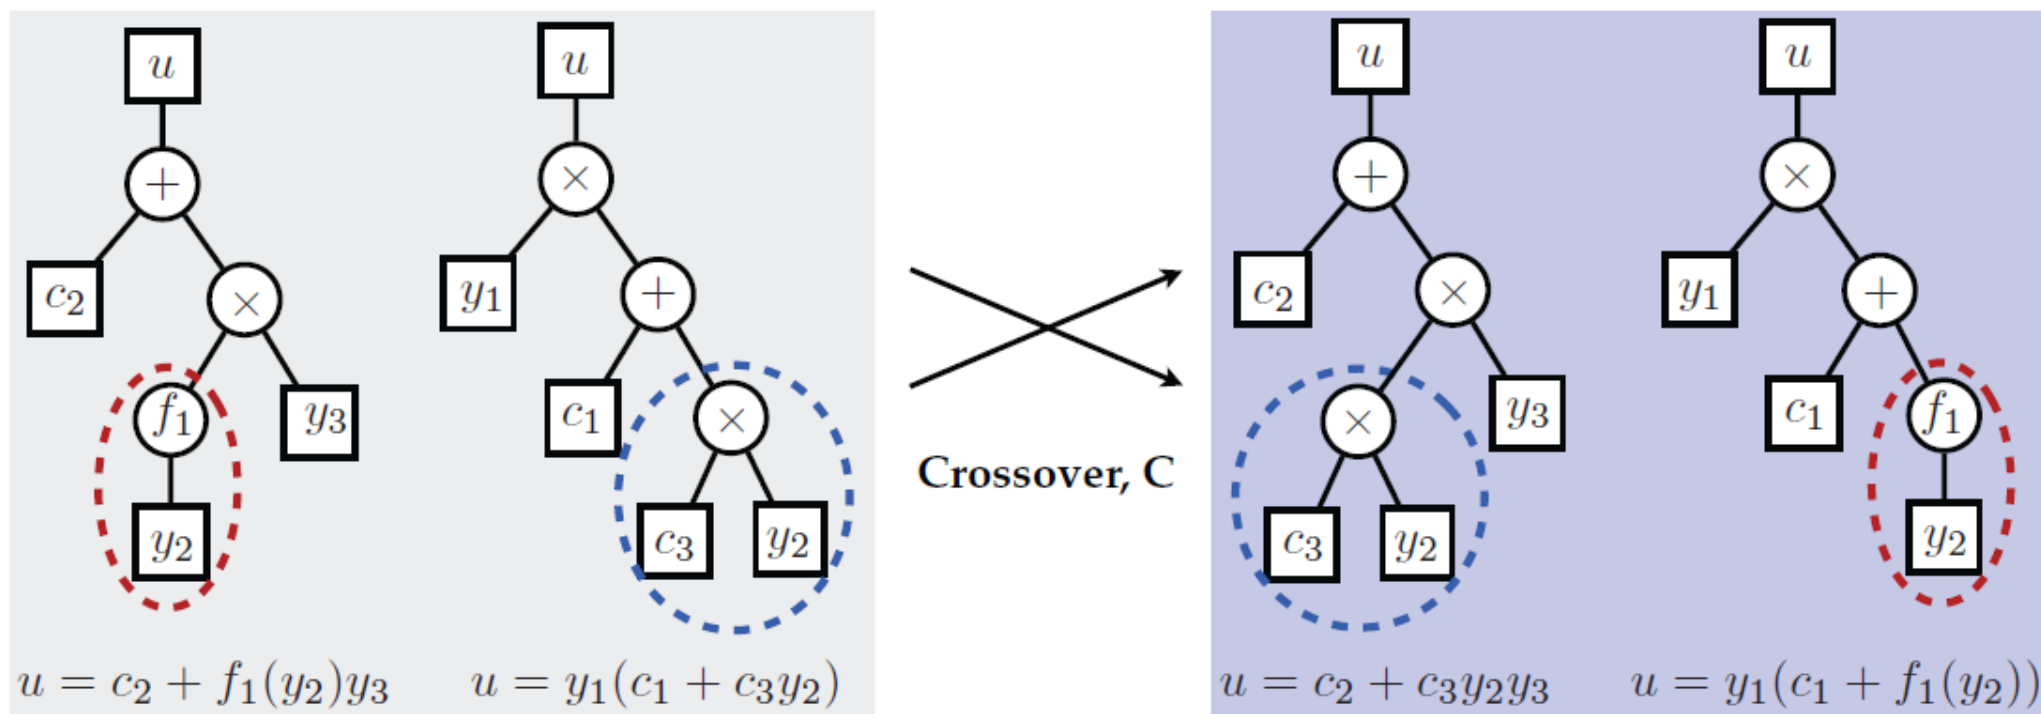 u
u
u
u
+
×
+
×
c₂
×
y₁
+
c₂
×
y₁
+
f₁
y₃
c₁
×
×
y₃
c₁
f₁
y₂
c₃
y₂
c₃
y₂
y₂
Crossover, C
u = c₂ + f₁(y₂)y₃
u = y₁(c₁ + c₃y₂)
u = c₂ + c₃y₂y₃
u = y₁(c₁ + f₁(y₂))